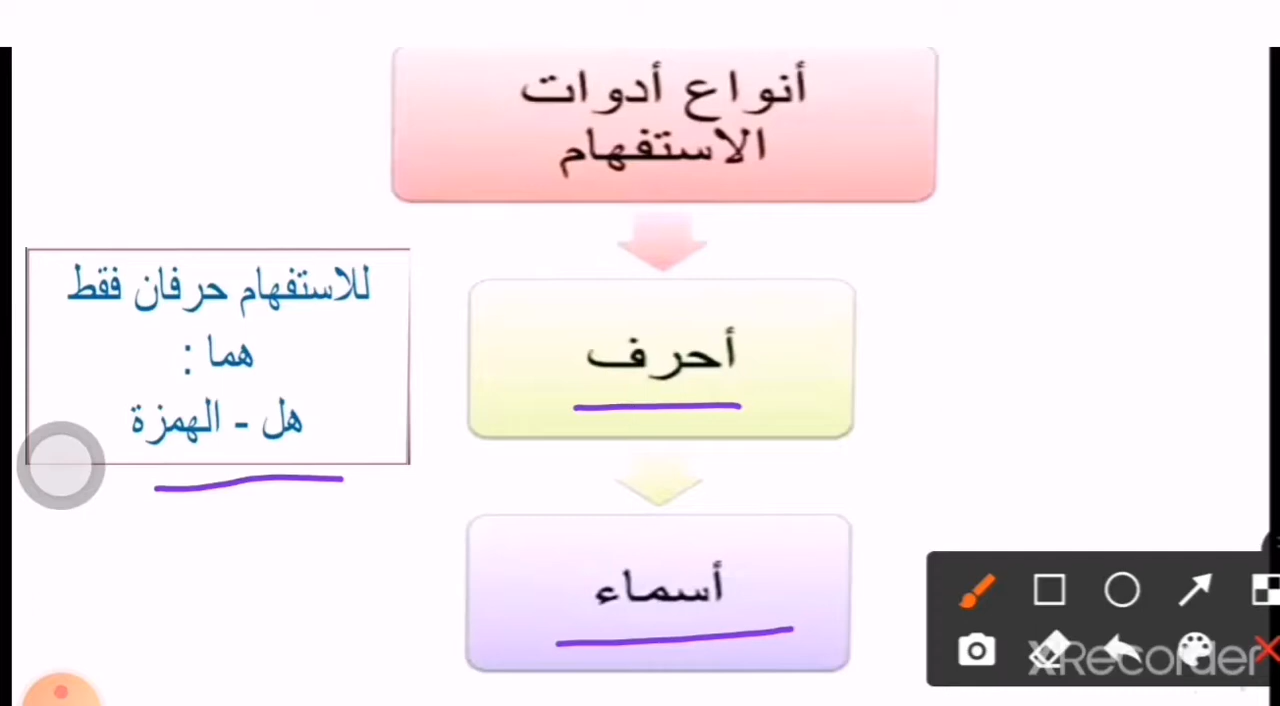 أنواع أدوات
الاستفهام
للاستفهام حرفان فقط
هما :
هل - الهمزة
أحرف
أسماء
XRecorder